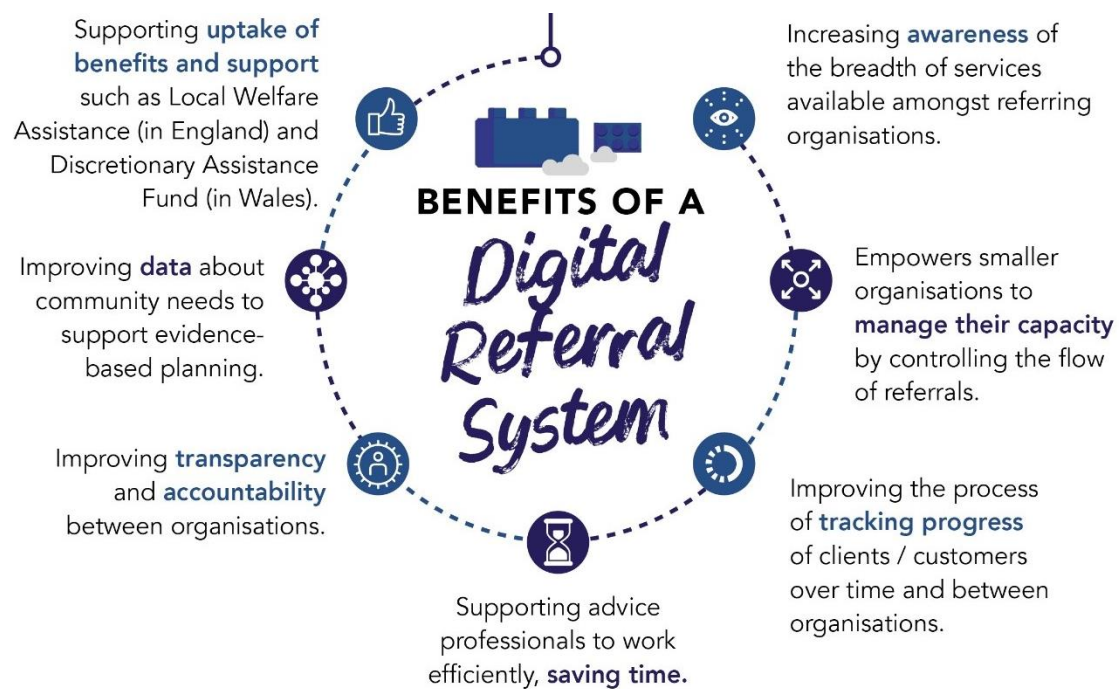 BENEFITS OF A
Digital
Referral
System
Increasing awareness of
the breadth of services
available amongst referring
organisations.
Empowers smaller
organisations to
manage their capacity
by controlling the flow
of referrals.
Improving the process
of tracking progress
of clients / customers
over time and between
organisations.
Supporting advice
professionals to work
efficiently, saving time.
Improving transparency
and accountability
between organisations.
Improving data about
community needs to
support evidence-
based planning.
Supporting uptake of
benefits and support
such as Local Welfare
Assistance (in England) and
Discretionary Assistance
Fund (in Wales).